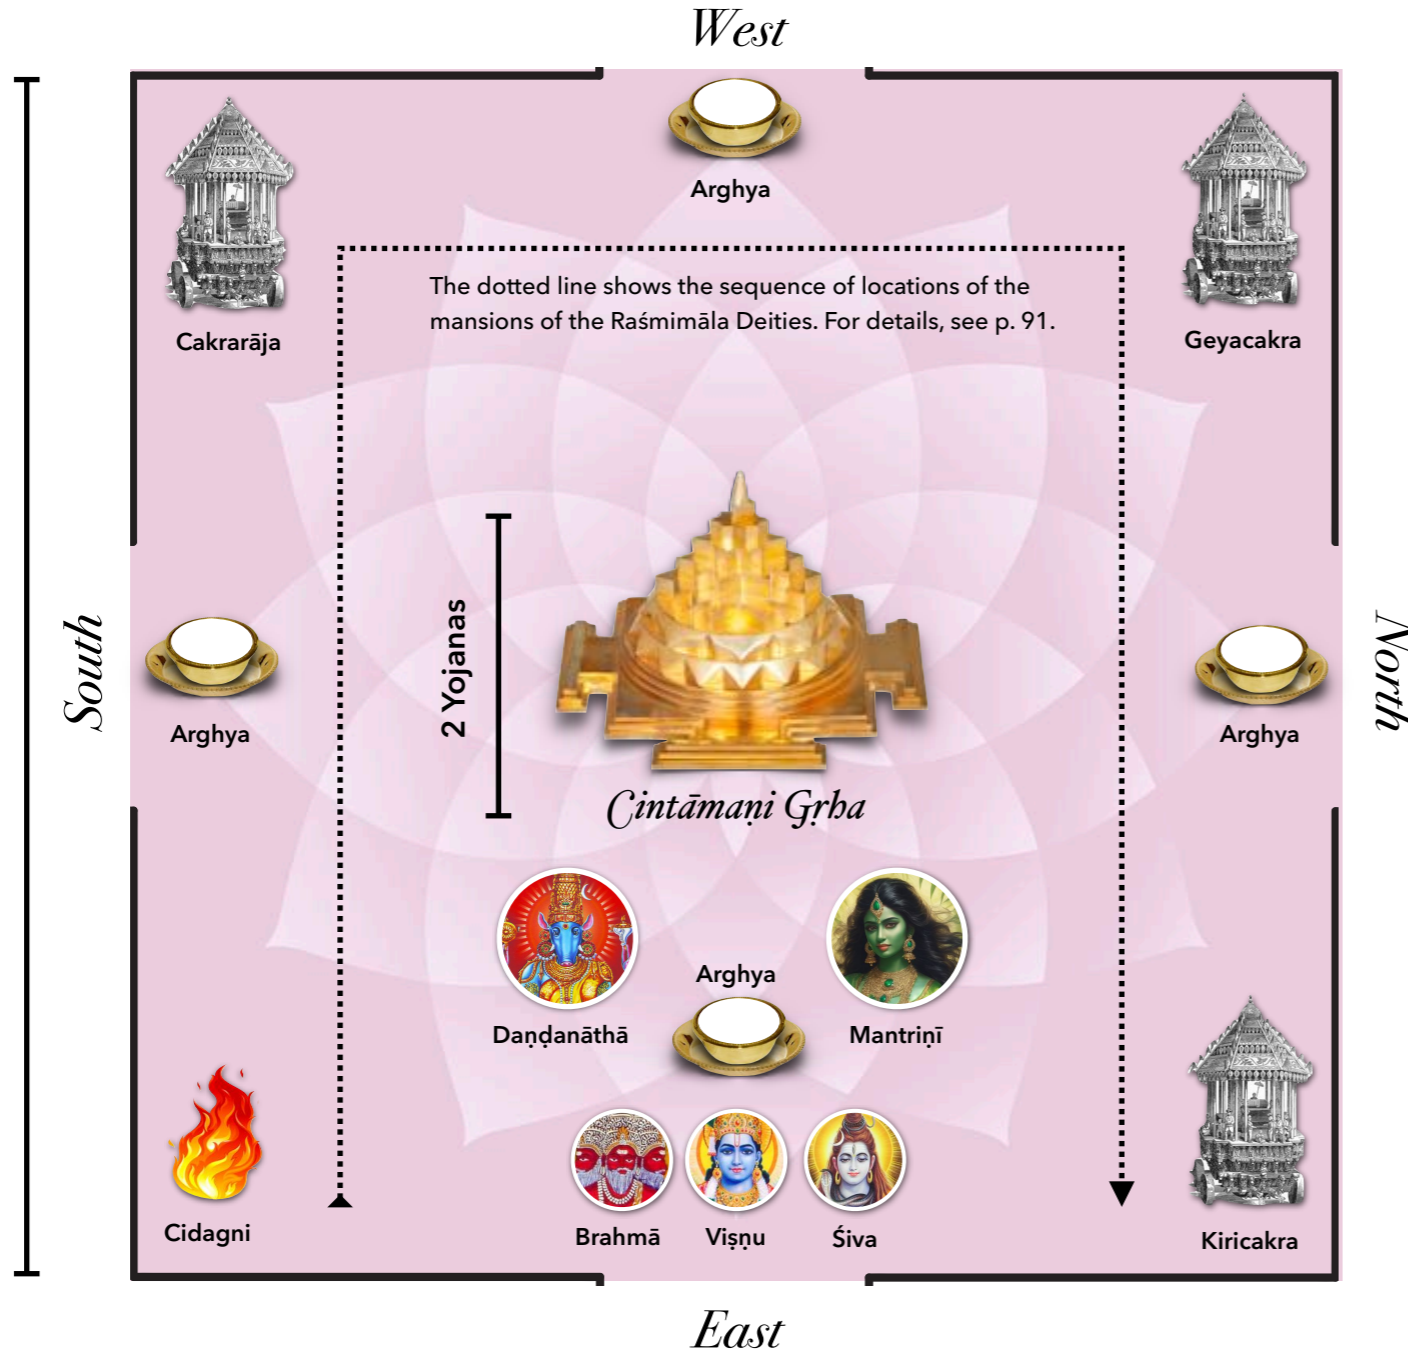 West
Arghya
Cakrarāja
Geyacakra
The dotted line shows the sequence of locations of the
mansions of the Raśmimāla Deities. For details, see p. 91.
South
North
2 Yojanas
Arghya
Arghya
Cintāmaṇi Gṛha
Arghya
Daṇḍanāthā
Mantriṇī
Cidagni
Brahmā
Viṣṇu
Śiva
Kiricakra
East